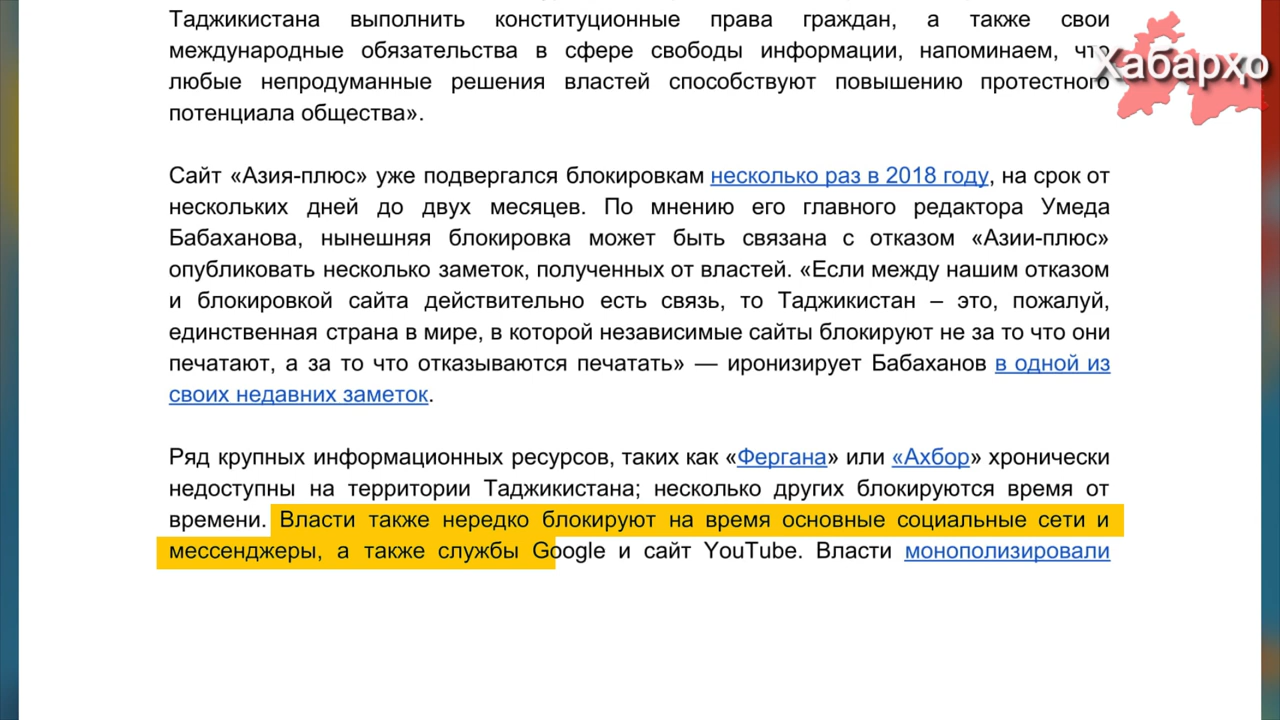 Таджикистана выполнить конституционные права граждан, а также свои
международные обязательства в сфере свободы информации, напоминаем, что
любые непродуманные решения властей способствуют повышению протестного
потенциала общества».
Хабарҳо
Сайт «Азия-плюс» уже подвергался блокировкам несколько раз в 2018 году, на срок от
нескольких дней до двух месяцев. По мнению его главного редактора Умеда
Бабаханова, нынешняя блокировка может быть связана с отказом «Азии-плюс»
опубликовать несколько заметок, полученных от властей. «Если между нашим отказом
и блокировкой сайта действительно есть связь, то Таджикистан – это, пожалуй,
единственная страна в мире, в которой независимые сайты блокируют не за то что они
печатают, а за то что отказываются печатать» — иронизирует Бабаханов в одной из
своих недавних заметок.
Ряд крупных информационных ресурсов, таких как «Фергана» или «Ахбор» хронически
недоступны на территории Таджикистана; несколько других блокируются время от
времени. Власти также нередко блокируют на время основные социальные сети и
мессенджеры, а также службы Google и сайт YouTube. Власти монополизировали